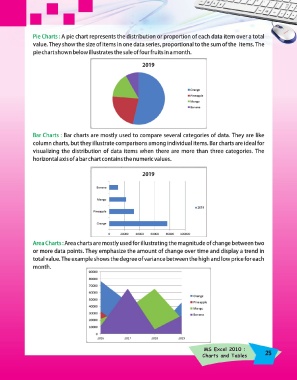 Pie Charts : A pie chart represents the distribution or proportion of each data item over a total
value. They show the size of items in one data series, proportional to the sum of the items. The
pie chart shown below illustrates the sale of four fruits in a month.
2019
Orange
Pineapple
Mango
Banana
Bar Charts : Bar charts are mostly used to compare several categories of data. They are like
column charts, but they illustrate comparisons among individual items. Bar charts are ideal for
visualizing the distribution of data items when there are more than three categories. The
horizontal axis of a bar chart contains the numeric values.
2019
Banana
Mango
Pineapple
Orange
2019
0 20000 40000 60000 80000 100000
Area Charts : Area charts are mostly used for illustrating the magnitude of change between two
or more data points. They emphasize the amount of change over time and display a trend in
total value. The example shows the degree of variance between the high and low price for each
month.
90000
80000
70000
60000
50000
40000
30000
20000
10000
0
2016 2017 2018 2019
Orange
Pineapple
Mango
Banana
MS Excel 2010 :
Charts and Tables
25